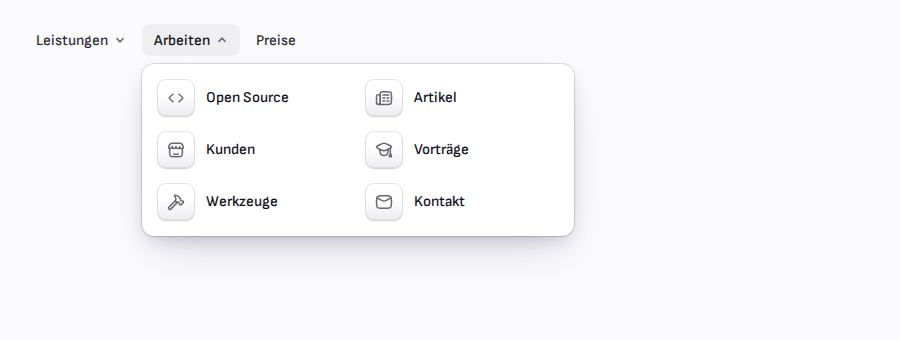 Leistungen Arbeiten Preise
Open Source Artikel
Kunden Vorträge
Werkzeuge Kontakt